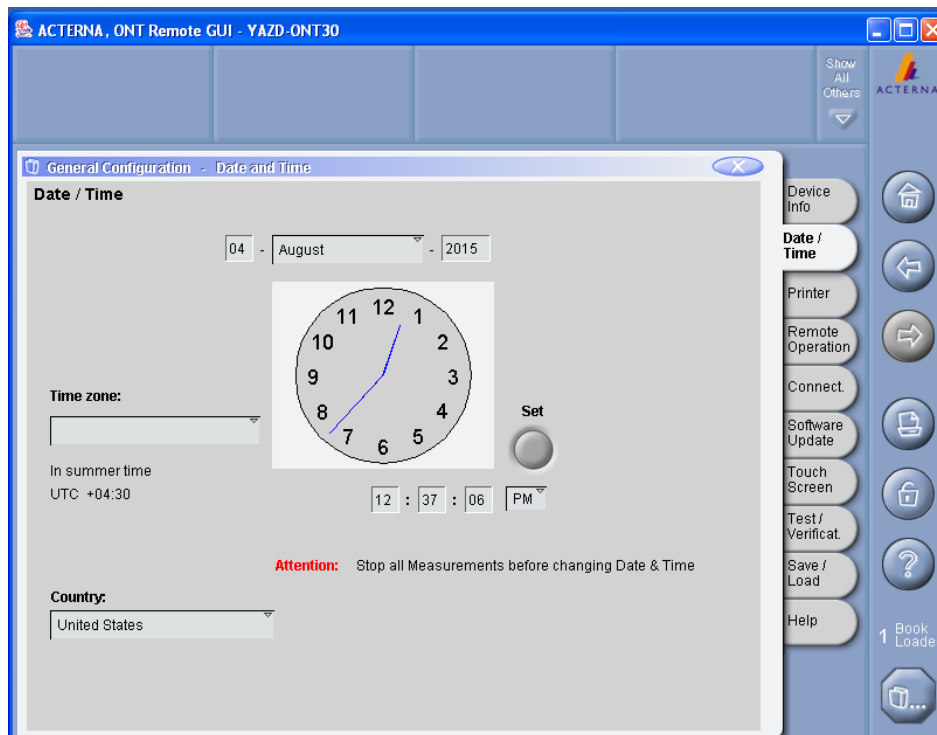 ACTERNA, ONT Remote GUI - YAZD-ONT30
Show
All
Others
ACTERNA
General Configuration - Date and Time
Date / Time
04 - August - 2015
12
1
2
3
4
5
6
7
8
9
10
11
Time zone:
In summer time
UTC +04:30
Set
12 : 37 : 06 PM
Attention: Stop all Measurements before changing Date & Time
Country:
United States
Device
Info
Date /
Time
Printer
Remote
Operation
Connect.
Software
Update
Touch
Screen
Test /
Verificat.
Save /
Load
Help
1 Book
Loade